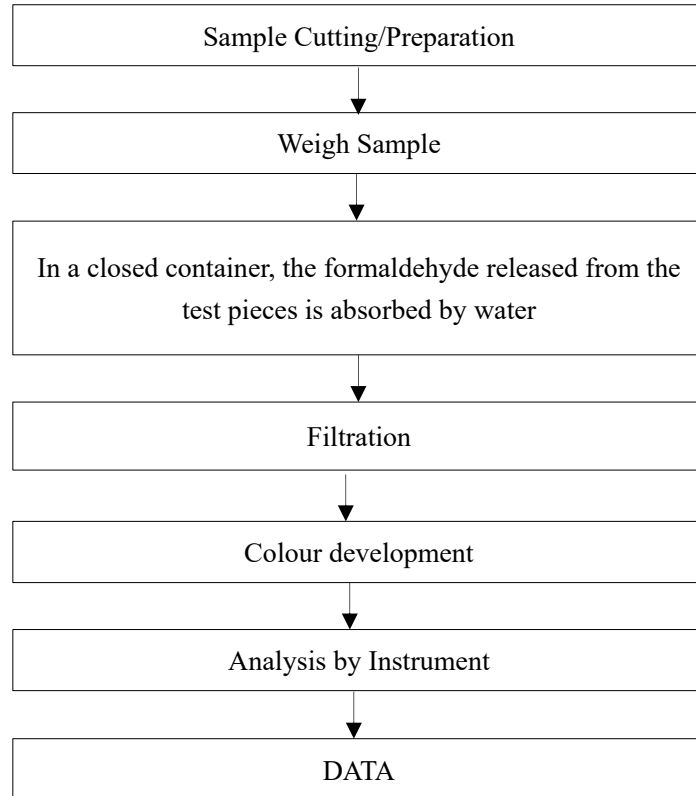 Sample Cutting/Preparation
Weigh Sample
In a closed container, the formaldehyde released from the
test pieces is absorbed by water
Filtration
Colour development
Analysis by Instrument
DATA